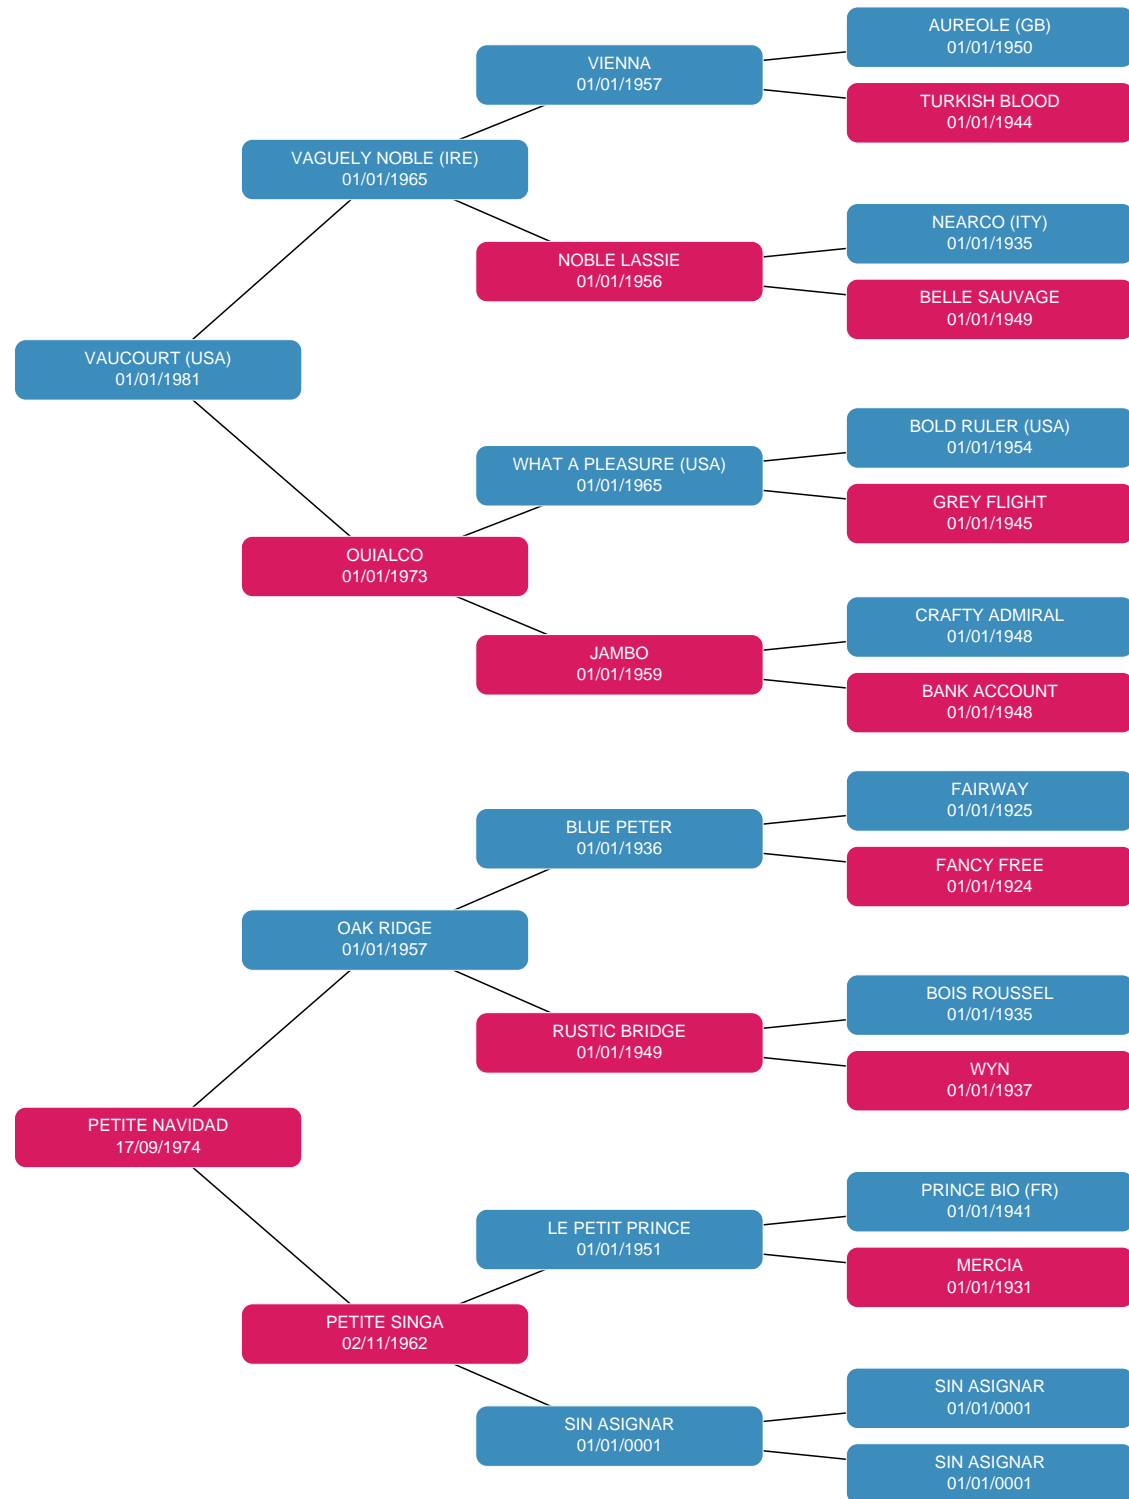 AUREOLE (GB)
01/01/1950
VIENNA
01/01/1957
TURKISH BLOOD
01/01/1944
VAGUELY NOBLE (IRE)
01/01/1965
NEARCO (ITY)
01/01/1935
NOBLE LASSIE
01/01/1956
BELLE SAUVAGE
01/01/1949
VAUCOURT (USA)
01/01/1981
BOLD RULER (USA)
01/01/1954
WHAT A PLEASURE (USA)
01/01/1965
GREY FLIGHT
01/01/1945
OUIALCO
01/01/1973
CRAFTY ADMIRAL
01/01/1948
JAMBO
01/01/1959
BANK ACCOUNT
01/01/1948
FAIRWAY
01/01/1925
BLUE PETER
01/01/1936
FANCY FREE
01/01/1924
OAK RIDGE
01/01/1957
BOIS ROUSSEL
01/01/1935
RUSTIC BRIDGE
01/01/1949
WYN
01/01/1937
PETITE NAVIDAD
17/09/1974
PRINCE BIO (FR)
01/01/1941
LE PETIT PRINCE
01/01/1951
MERCIA
01/01/1931
PETITE SINGA
02/11/1962
SIN ASIGNAR
01/01/0001
SIN ASIGNAR
01/01/0001
SIN ASIGNAR
01/01/0001